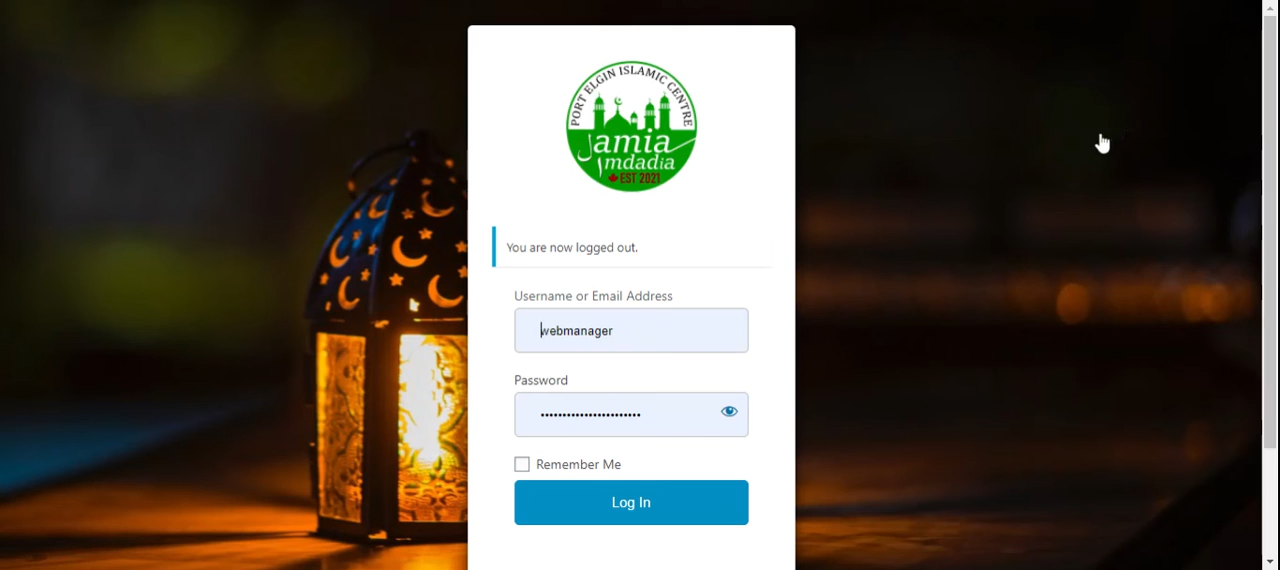 PORT ELGIN ISLAMIC CENTRE
Jamia
Imdadia
EST 2021
You are now logged out.
Username or Email Address
webmanager
Password
Remember Me
Log In